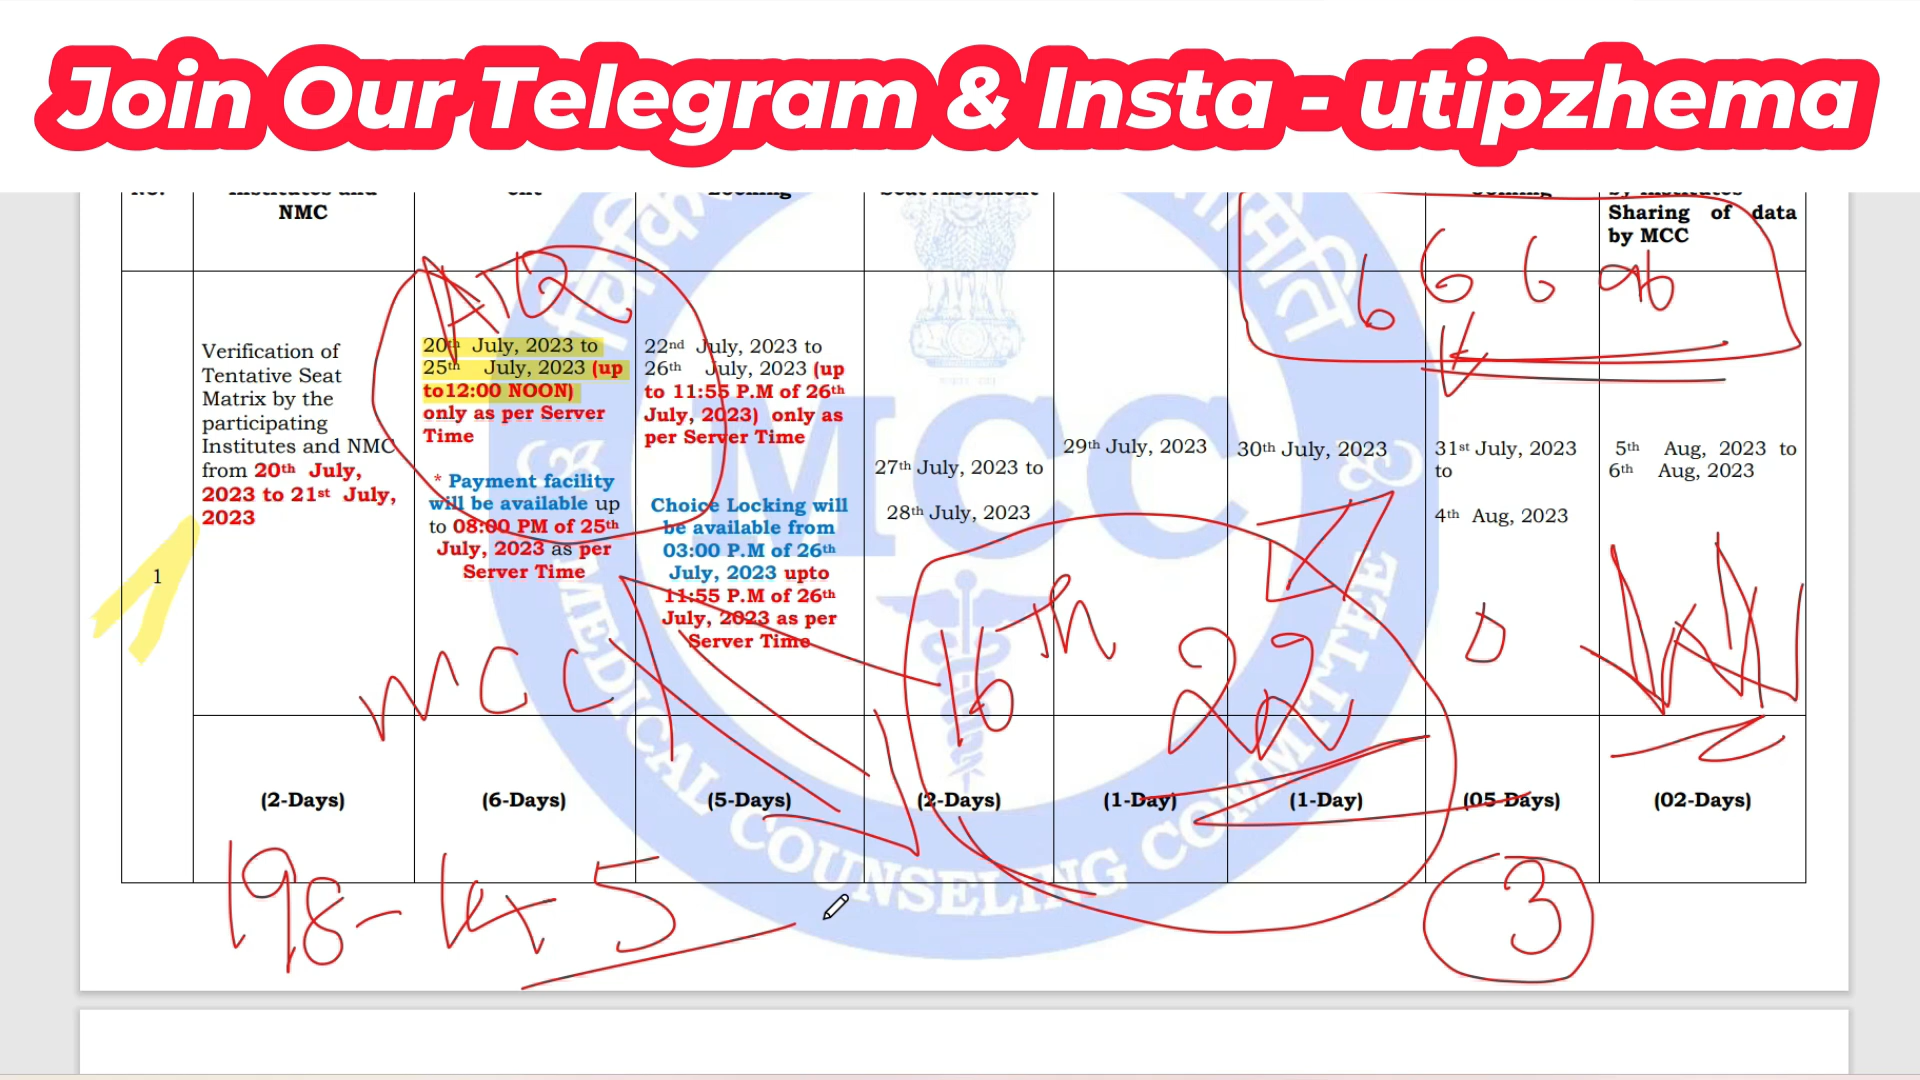 Join Our Telegram & Insta - utipzhema
NMC
Sharing of data
by MCC
1
Verification of
Tentative Seat
Matrix by the
participating
Institutes and NMC
from 20th July,
2023 to 21st July,
2023
20th July, 2023 to
25th July, 2023 (up
to12:00 NOON)
only as per Server
Time
* Payment facility
will be available up
to 08:00 PM of 25th
July, 2023 as per
Server Time
22nd July, 2023 to
26th July, 2023 (up
to 11:55 P.M of 26th
July, 2023) only as
per Server Time
Choice Locking will
be available from
03:00 P.M of 26th
July, 2023 upto
11:55 P.M of 26th
July, 2023 as per
Server Time
27th July, 2023 to
28th July, 2023
29th July, 2023
30th July, 2023
31st July, 2023
to
4th Aug, 2023
5th Aug, 2023 to
6th Aug, 2023
(2-Days)
(6-Days)
(5-Days)
(2-Days)
(1-Day)
(1-Day)
(05-Days)
(02-Days)
MCC
MEDICAL COUNSELING COMMITTEE
AIQ
MCC
16th
3